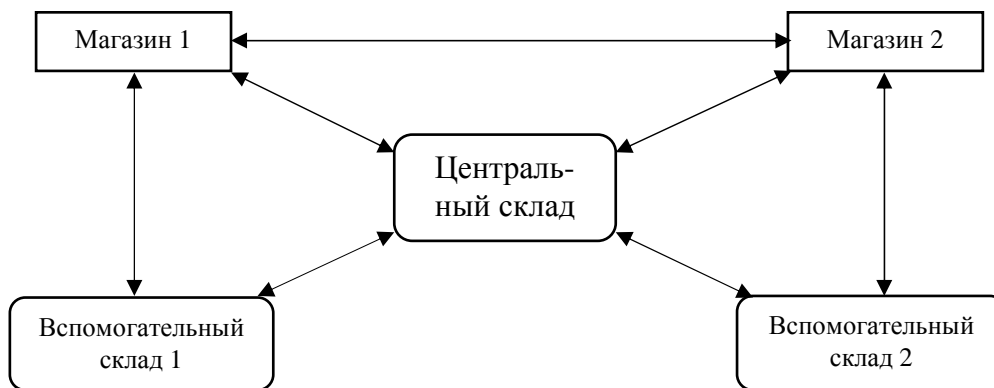 Магазин 1
Магазин 2
Централь-
ный склад
Вспомогательный
склад 1
Вспомогательный
склад 2